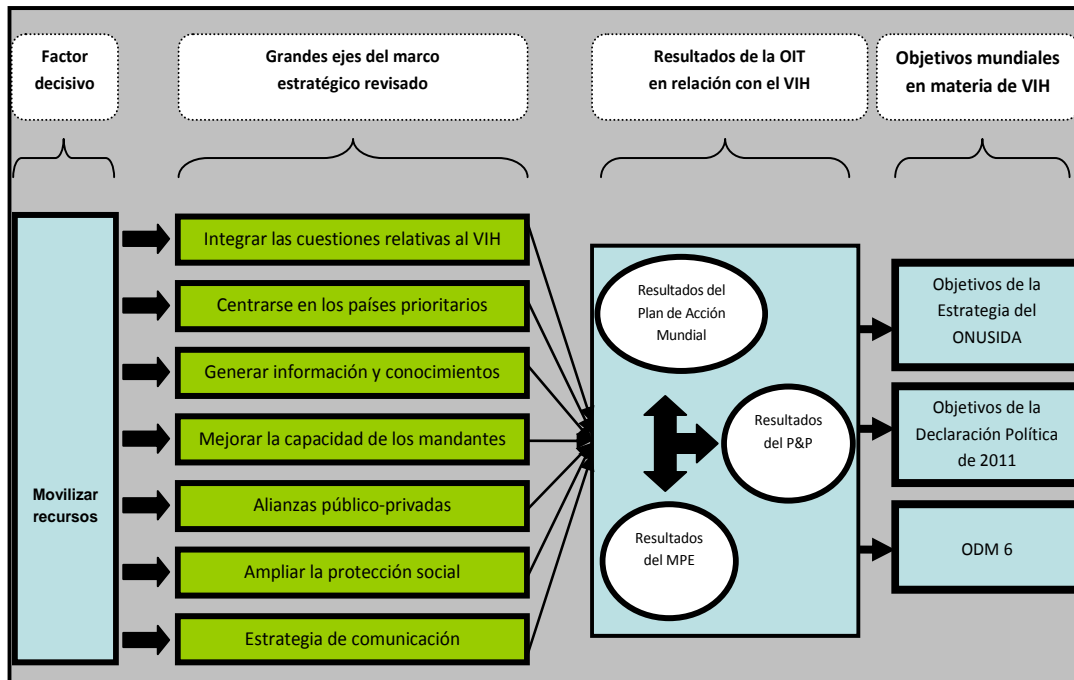 Factor
decisivo
Grandes ejes del marco
estratégico revisado
Resultados de la OIT
en relación con el VIH
Objetivos mundiales
en materia de VIH
Movilizar
recursos
Integrar las cuestiones relativas al VIH
Centrarse en los países prioritarios
Generar información y conocimientos
Mejorar la capacidad de los mandantes
Alianzas público-privadas
Ampliar la protección social
Estrategia de comunicación
Resultados del
Plan de Acción
Mundial
Resultados
del P&P
Resultados
del MPE
Objetivos de la
Estrategia del
ONUSIDA
Objetivos de la
Declaración Política
de 2011
ODM 6